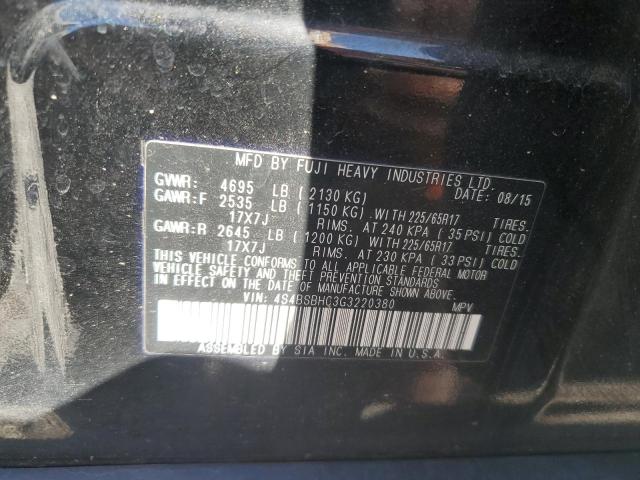 MFD BY FUJI HEAVY INDUSTRIES LTD
GVWR: 4695 LB (2130 KG) DATE: 08/15
GAWR:F 2535 LB (1150 KG) WITH 225/65R17 TIRES.
17X7J RIMS. AT 240 KPA (35 PSI) COLD
GAWR:R 2645 LB (1200 KG) WITH 225/65R17 TIRES.
17X7J RIMS. AT 230 KPA (33 PSI) COLD
THIS VEHICLE CONFORMS TO ALL APPLICABLE FEDERAL MOTOR
VEHICLE SAFETY AND THEFT PREVENTION STANDARDS
IN EFFECT ON THE DATE OF MANUFACTURE SHOWN ABOVE.
VIN: 4S4BSBHC3G3220380 MPV
ASSEMBLED BY SIA INC. MADE IN U.S.A.